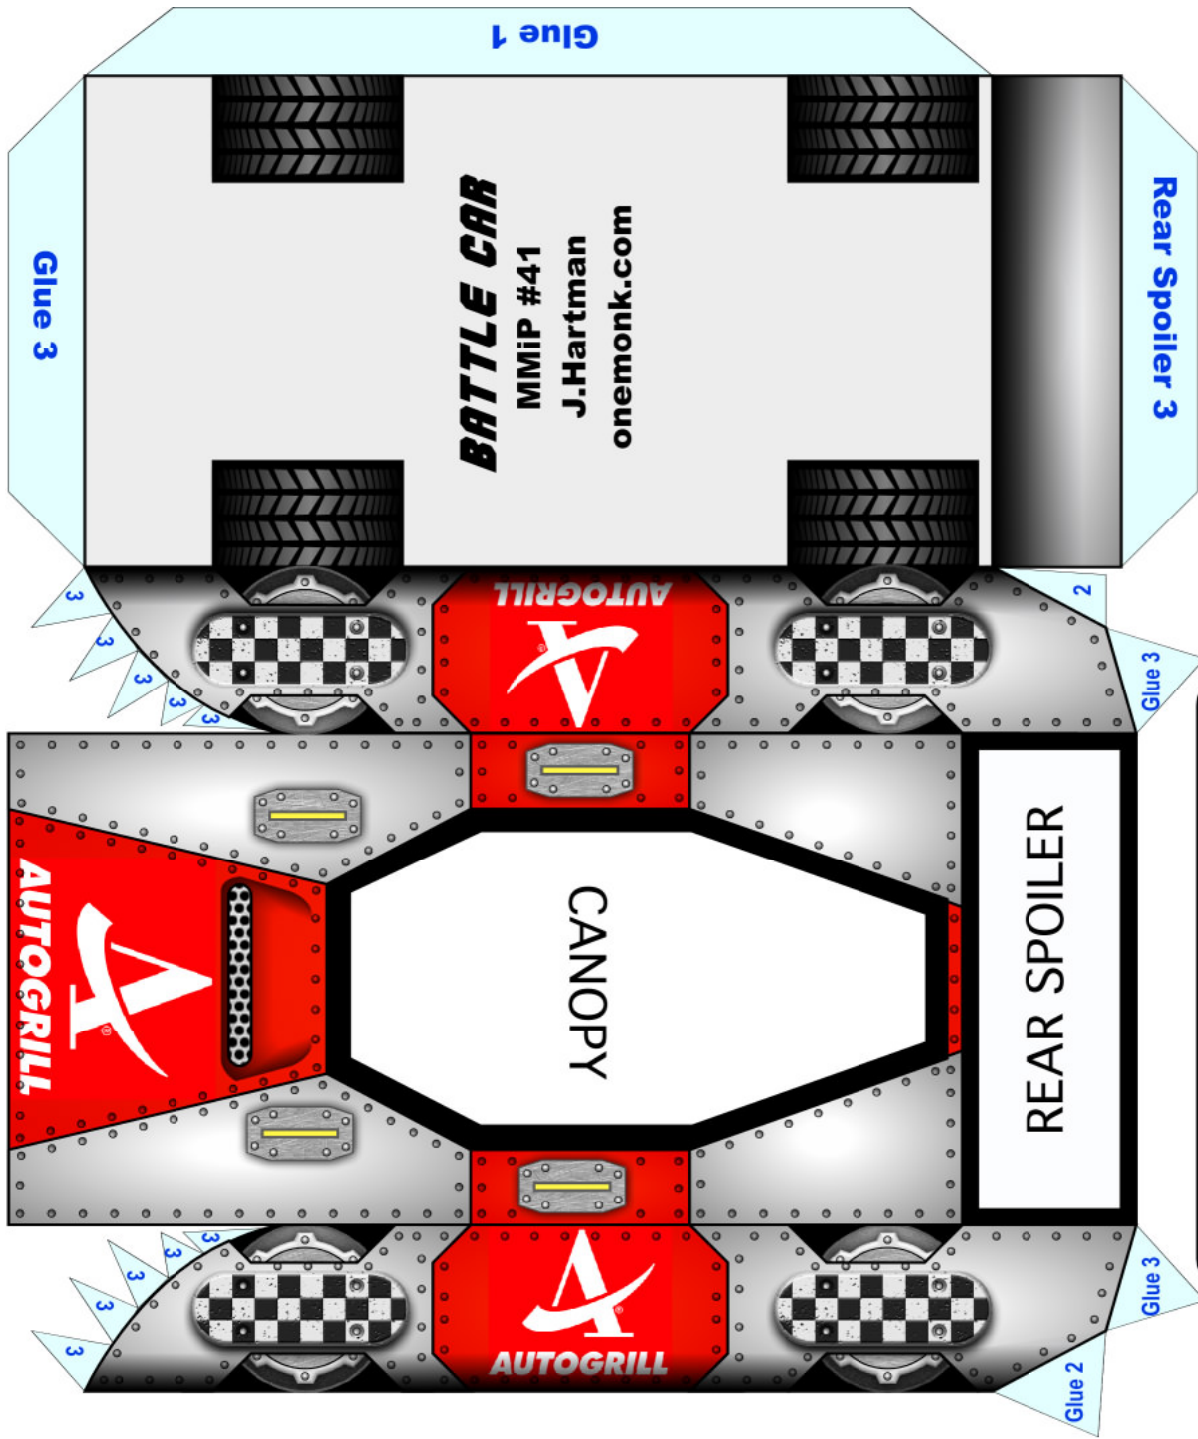 Glue 1
Glue 3
BATTLE CAR
MMiP #41
J.Hartman
onemonk.com
Rear Spoiler 3
3
3
3
3
3
AUTOGRILL
®
2
Glue 3
AUTOGRILL
®
CANOPY
REAR SPOILER
3
3
3
3
3
®
AUTOGRILL
Glue 3
Glue 2